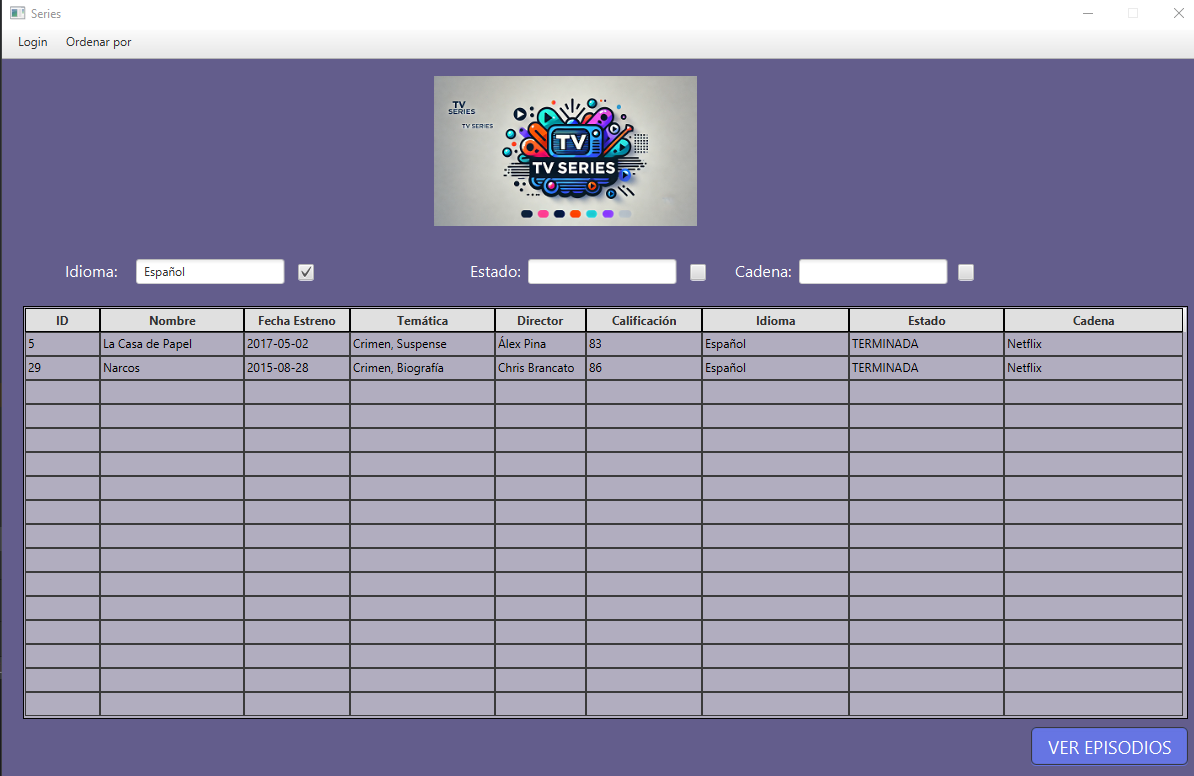 Series
Login Ordenar por
TV
SERIES
TV SERIES
TV
TV SERIES
Idioma: Español Estado: Cadena:
ID Nombre Fecha Estreno Temática Director Calificación Idioma Estado Cadena
5 La Casa de Papel 2017-05-02 Crimen, Suspense Álex Pina 83 Español TERMINADA Netflix
29 Narcos 2015-08-28 Crimen, Biografía Chris Brancato 86 Español TERMINADA Netflix
VER EPISODIOS